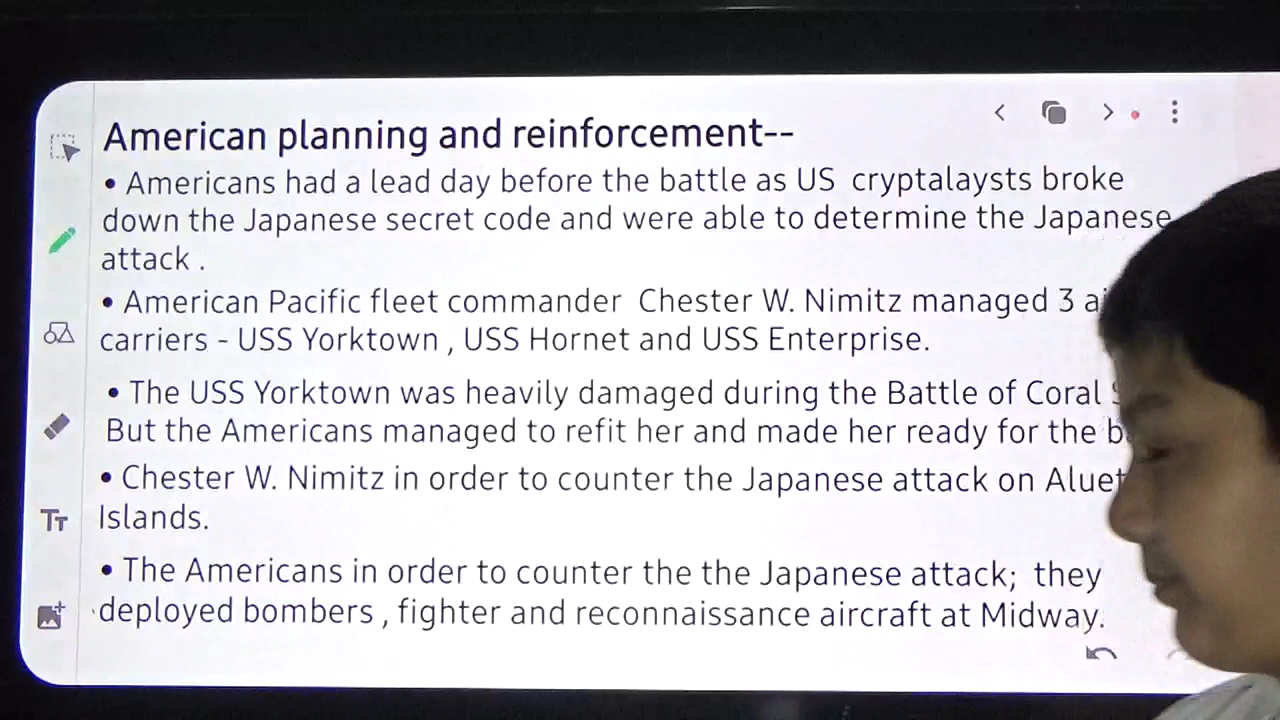 American planning and reinforcement--
• Americans had a lead day before the battle as US cryptalaysts broke
down the Japanese secret code and were able to determine the Japanese
attack .
• American Pacific fleet commander Chester W. Nimitz managed 3
carriers - USS Yorktown , USS Hornet and USS Enterprise.
• The USS Yorktown was heavily damaged during the Battle of Coral
But the Americans managed to refit her and made her ready for the
• Chester W. Nimitz in order to counter the Japanese attack on
Islands.
• The Americans in order to counter the the Japanese attack; they
deployed bombers , fighter and reconnaissance aircraft at Midway.
TT